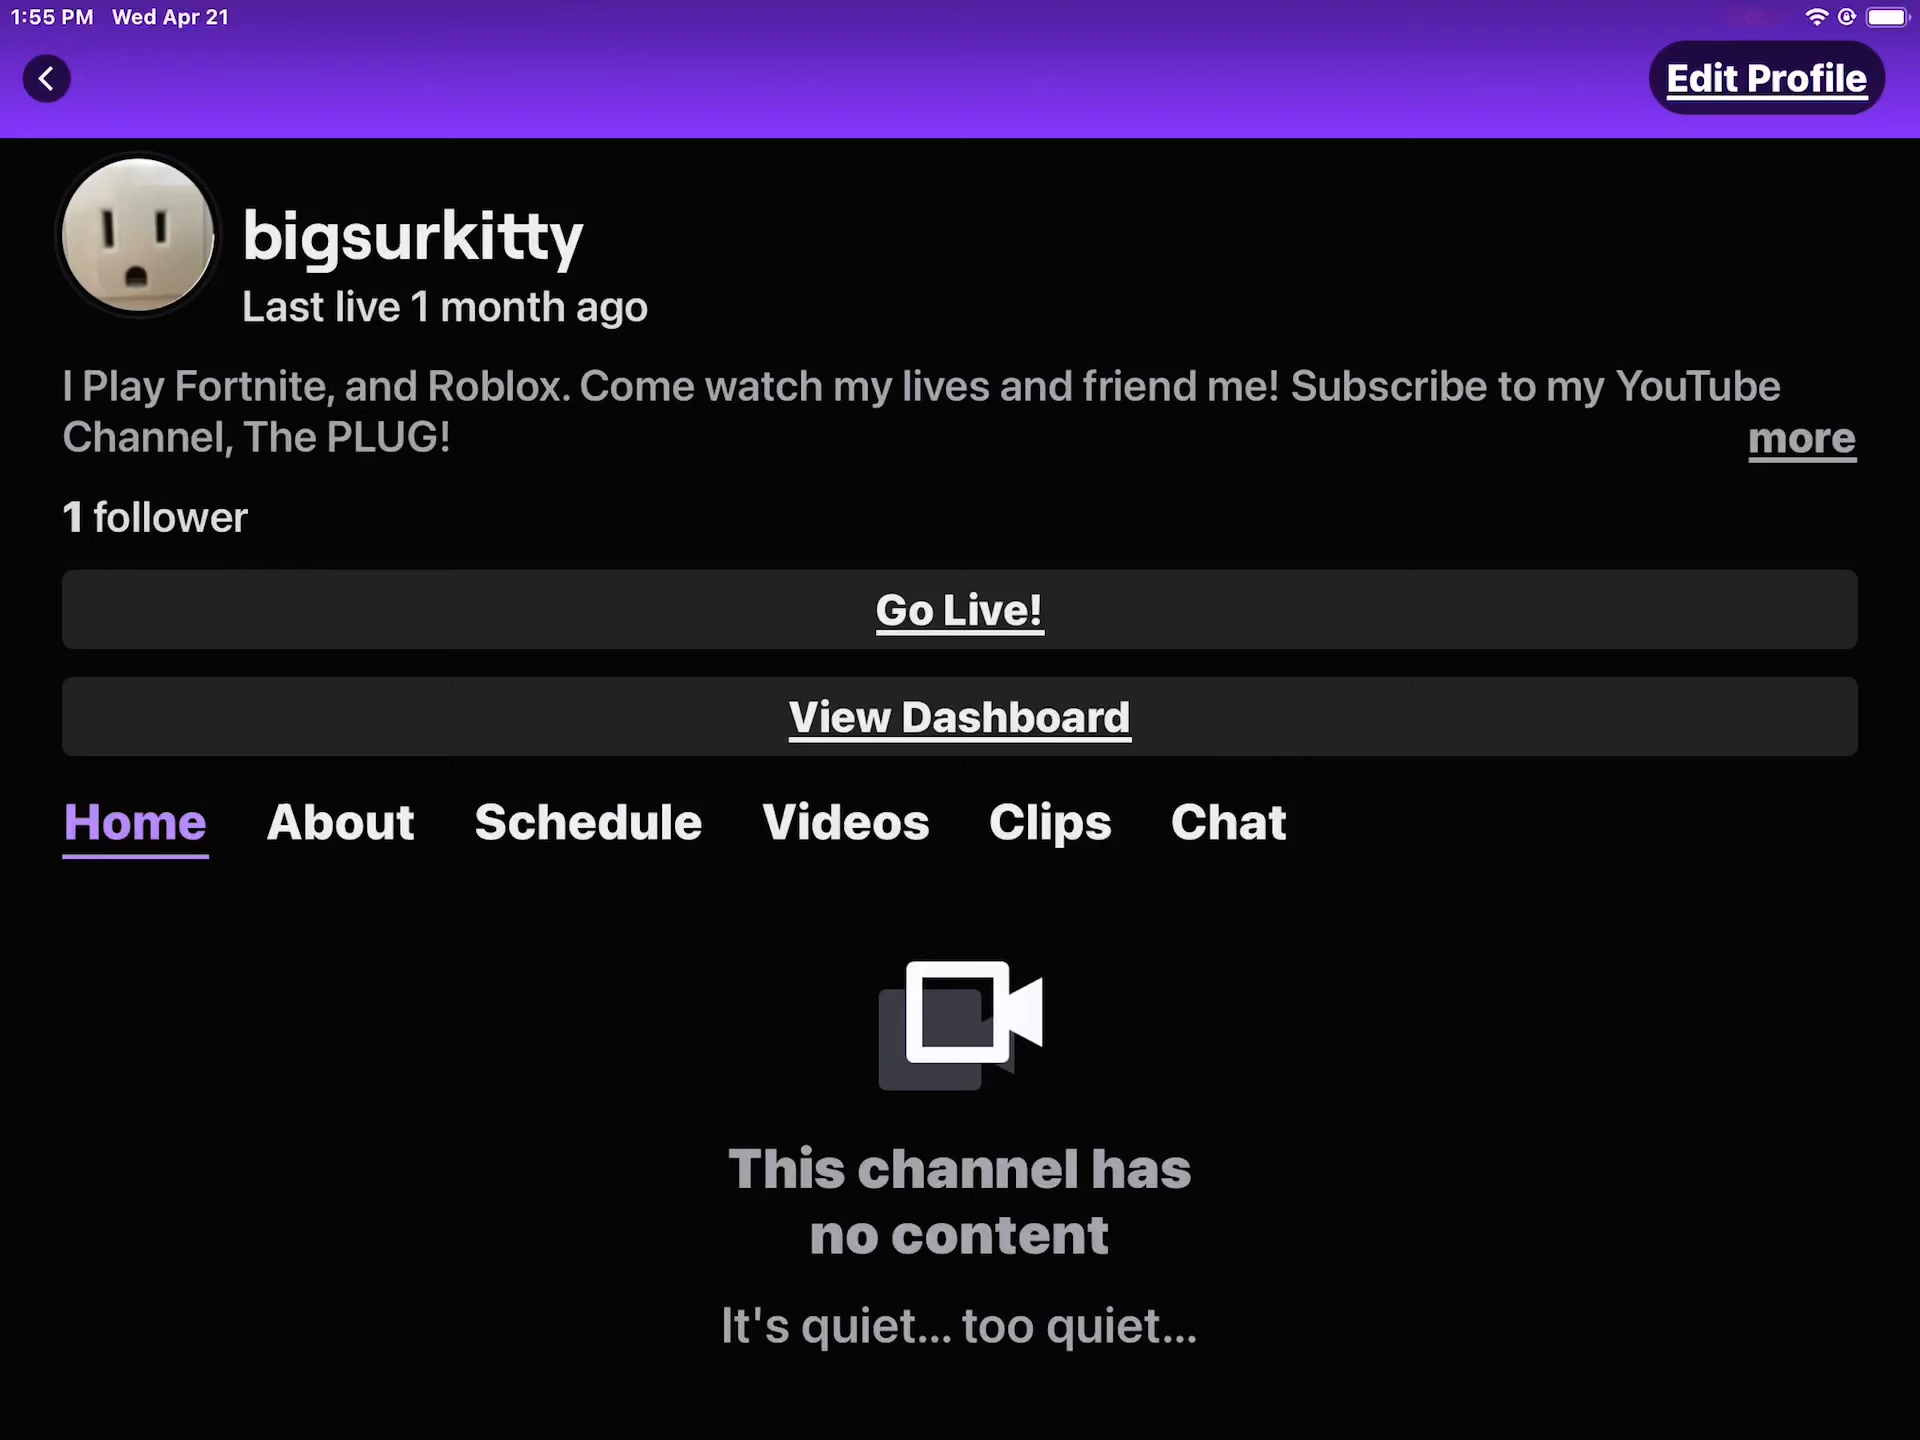 1:55 PM Wed Apr 21
Edit Profile
bigsurkitty
Last live 1 month ago
I Play Fortnite, and Roblox. Come watch my lives and friend me! Subscribe to my YouTube
Channel, The PLUG!
more
1 follower
Go Live!
View Dashboard
Home About Schedule Videos Clips Chat
This channel has
no content
It's quiet... too quiet...